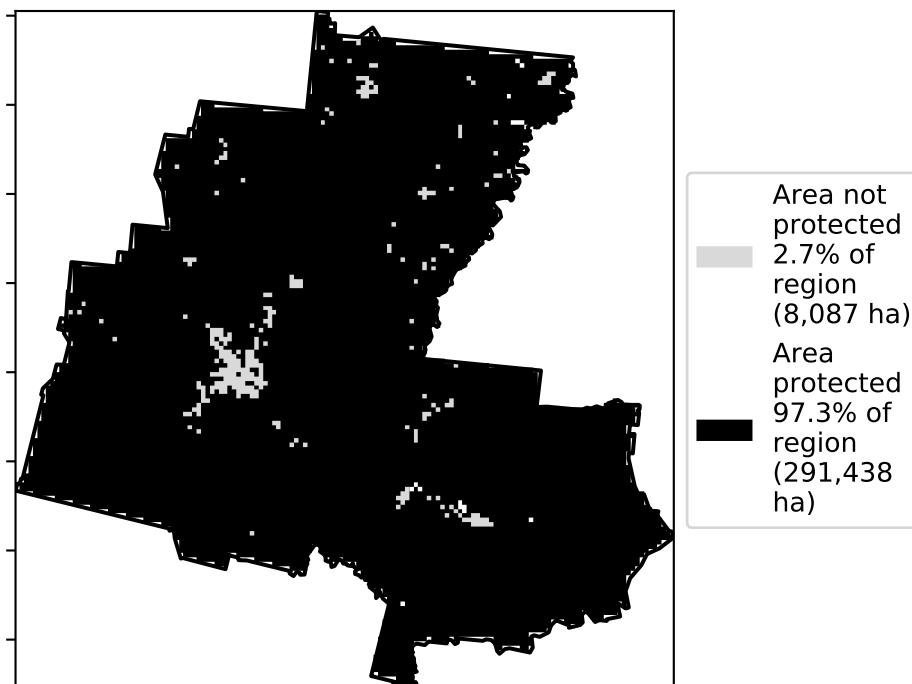 Area not
protected
2.7% of
region
(8,087 ha)
Area
protected
97.3% of
region
(291,438
ha)